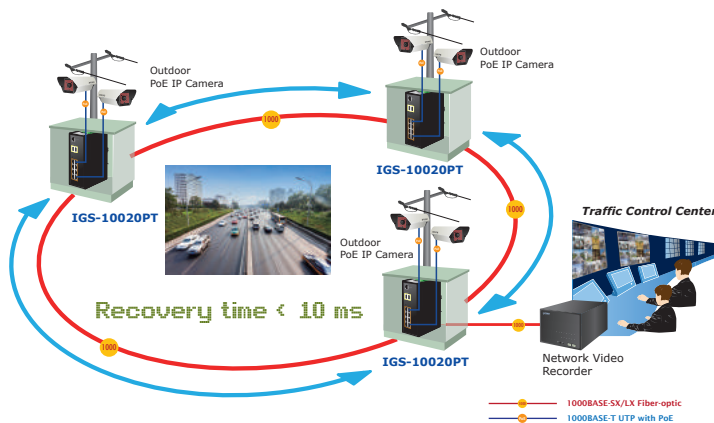 Outdoor
PoE IP Camera
IGS-10020PT
Outdoor
PoE IP Camera
IGS-10020PT
1000
1000
Outdoor
PoE IP Camera
IGS-10020PT
1000
1000
Recovery time < 10 ms
Traffic Control Center
Network Video
Recorder
1000BASE-SX/LX Fiber-optic
1000BASE-T UTP with PoE